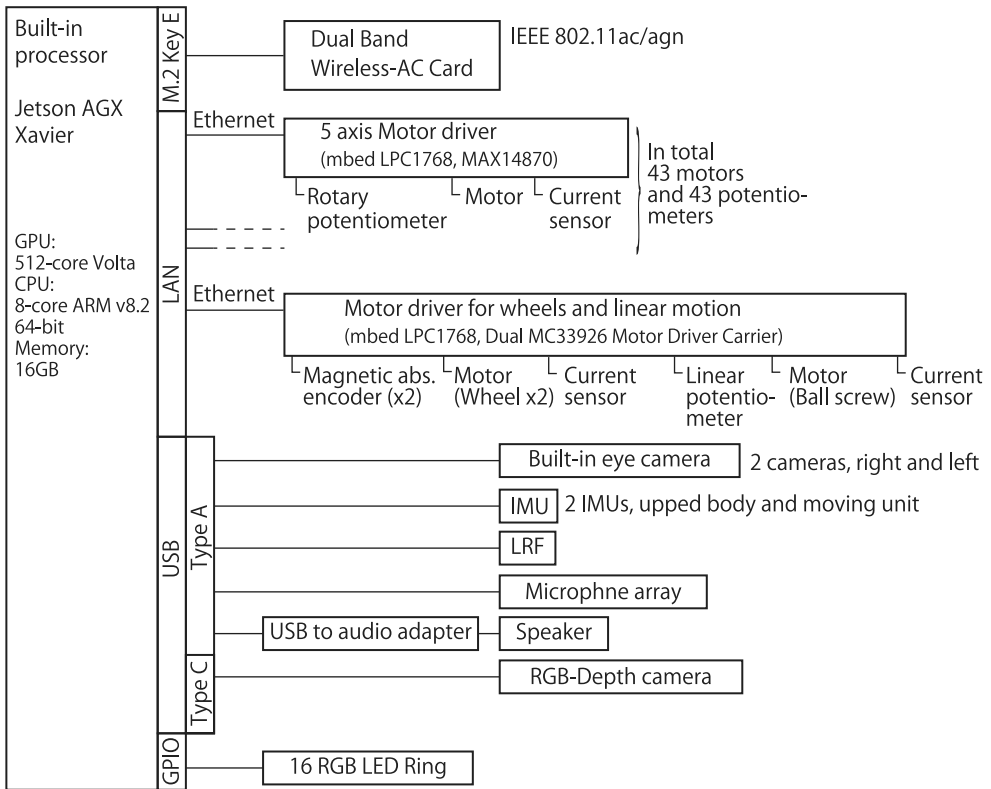 Built-in
processor
Jetson AGX
Xavier
GPU:
512-core Volta
CPU:
8-core ARM v8.2
64-bit
Memory:
16GB
M.2 Key E
Dual Band
Wireless-AC Card
IEEE 802.11ac/agn
LAN
Ethernet
5 axis Motor driver
(mbed LPC1768, MAX14870)
Rotary
potentiometer
Motor
Current
sensor
In total
43 motors
and 43 potentio-
meters
Ethernet
Motor driver for wheels and linear motion
(mbed LPC1768, Dual MC33926 Motor Driver Carrier)
Magnetic abs.
encoder (x2)
Motor
(Wheel x2)
Current
sensor
Linear
potentio-
meter
Motor
(Ball screw)
Current
sensor
USB
Type A
Built-in eye camera
2 cameras, right and left
IMU
2 IMUs, upped body and moving unit
LRF
Microphne array
USB to audio adapter
Speaker
Type C
RGB-Depth camera
GPIO
16 RGB LED Ring